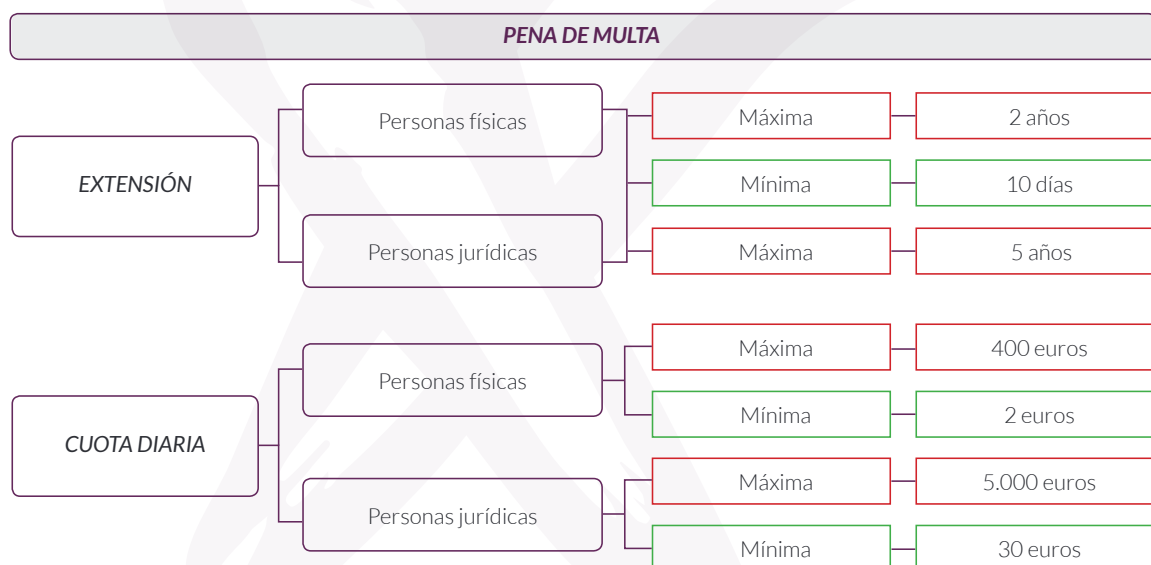 PENA DE MULTA
EXTENSIÓN
Personas físicas
Máxima
2 años
Mínima
10 días
Personas jurídicas
Máxima
5 años
CUOTA DIARIA
Personas físicas
Máxima
400 euros
Mínima
2 euros
Personas jurídicas
Máxima
5.000 euros
Mínima
30 euros